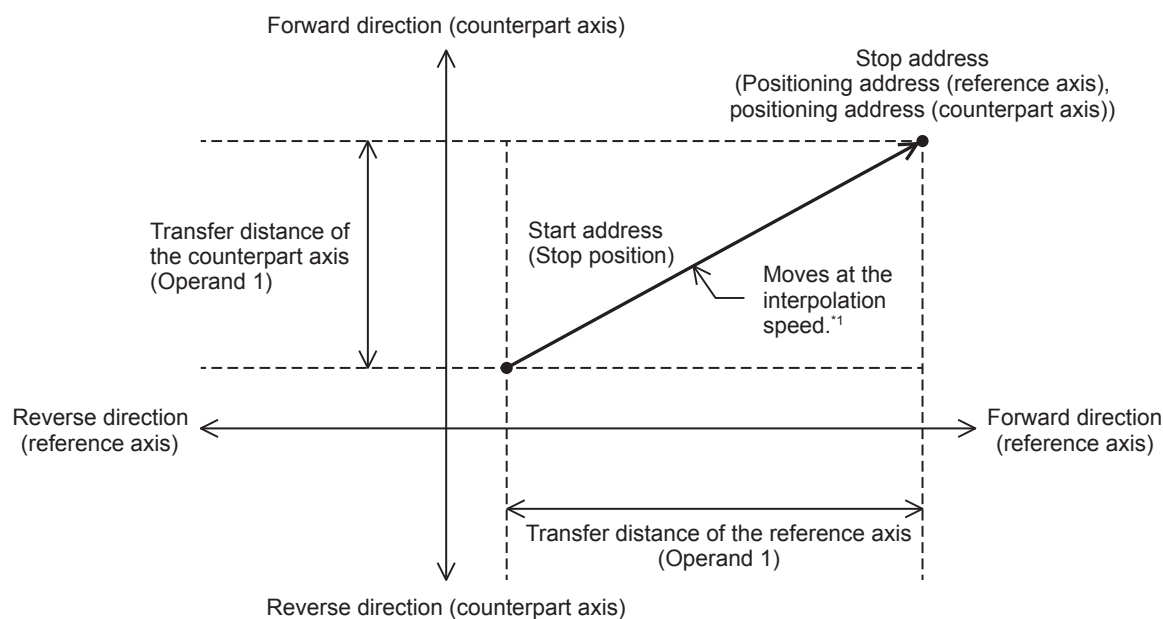 Forward direction (counterpart axis)
Stop address
(Positioning address (reference axis),
positioning address (counterpart axis))
Transfer distance of
the counterpart axis
(Operand 1)
Start address
(Stop position)
Moves at the
interpolation
speed.*1
Reverse direction
(reference axis)
Forward direction
(reference axis)
Transfer distance of the reference axis
(Operand 1)
Reverse direction (counterpart axis)